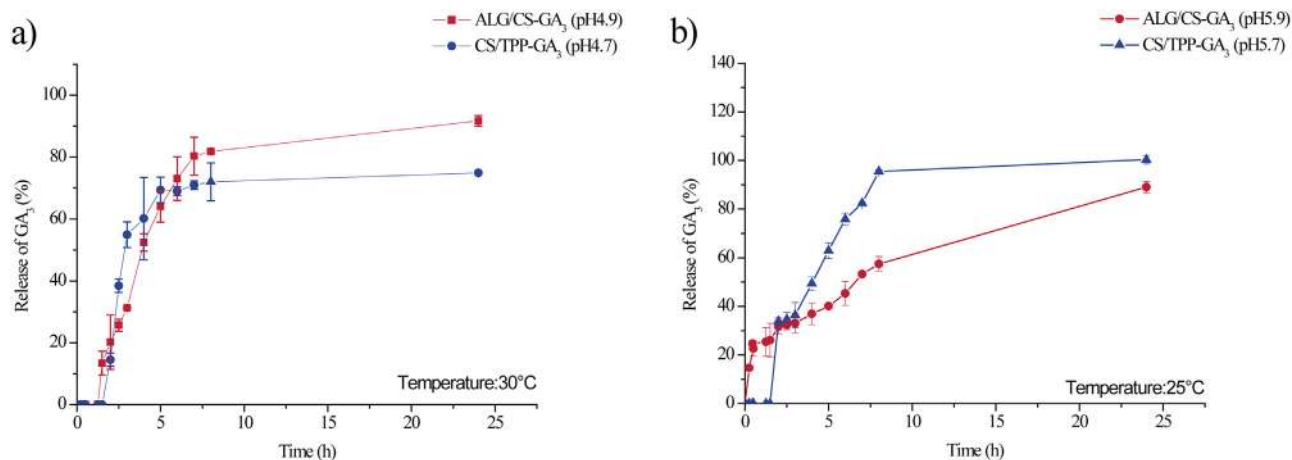 a)
ALG/CS-GA₃ (pH4.9)
CS/TPP-GA₃ (pH4.7)
100
80
60
40
20
0
Release of GA₃ (%)
Temperature:30°C
0 5 10 15 20 25
Time (h)
b)
ALG/CS-GA₃ (pH5.9)
CS/TPP-GA₃ (pH5.7)
140
120
100
80
60
40
20
0
Release of GA₃ (%)
Temperature:25°C
0 5 10 15 20 25
Time (h)